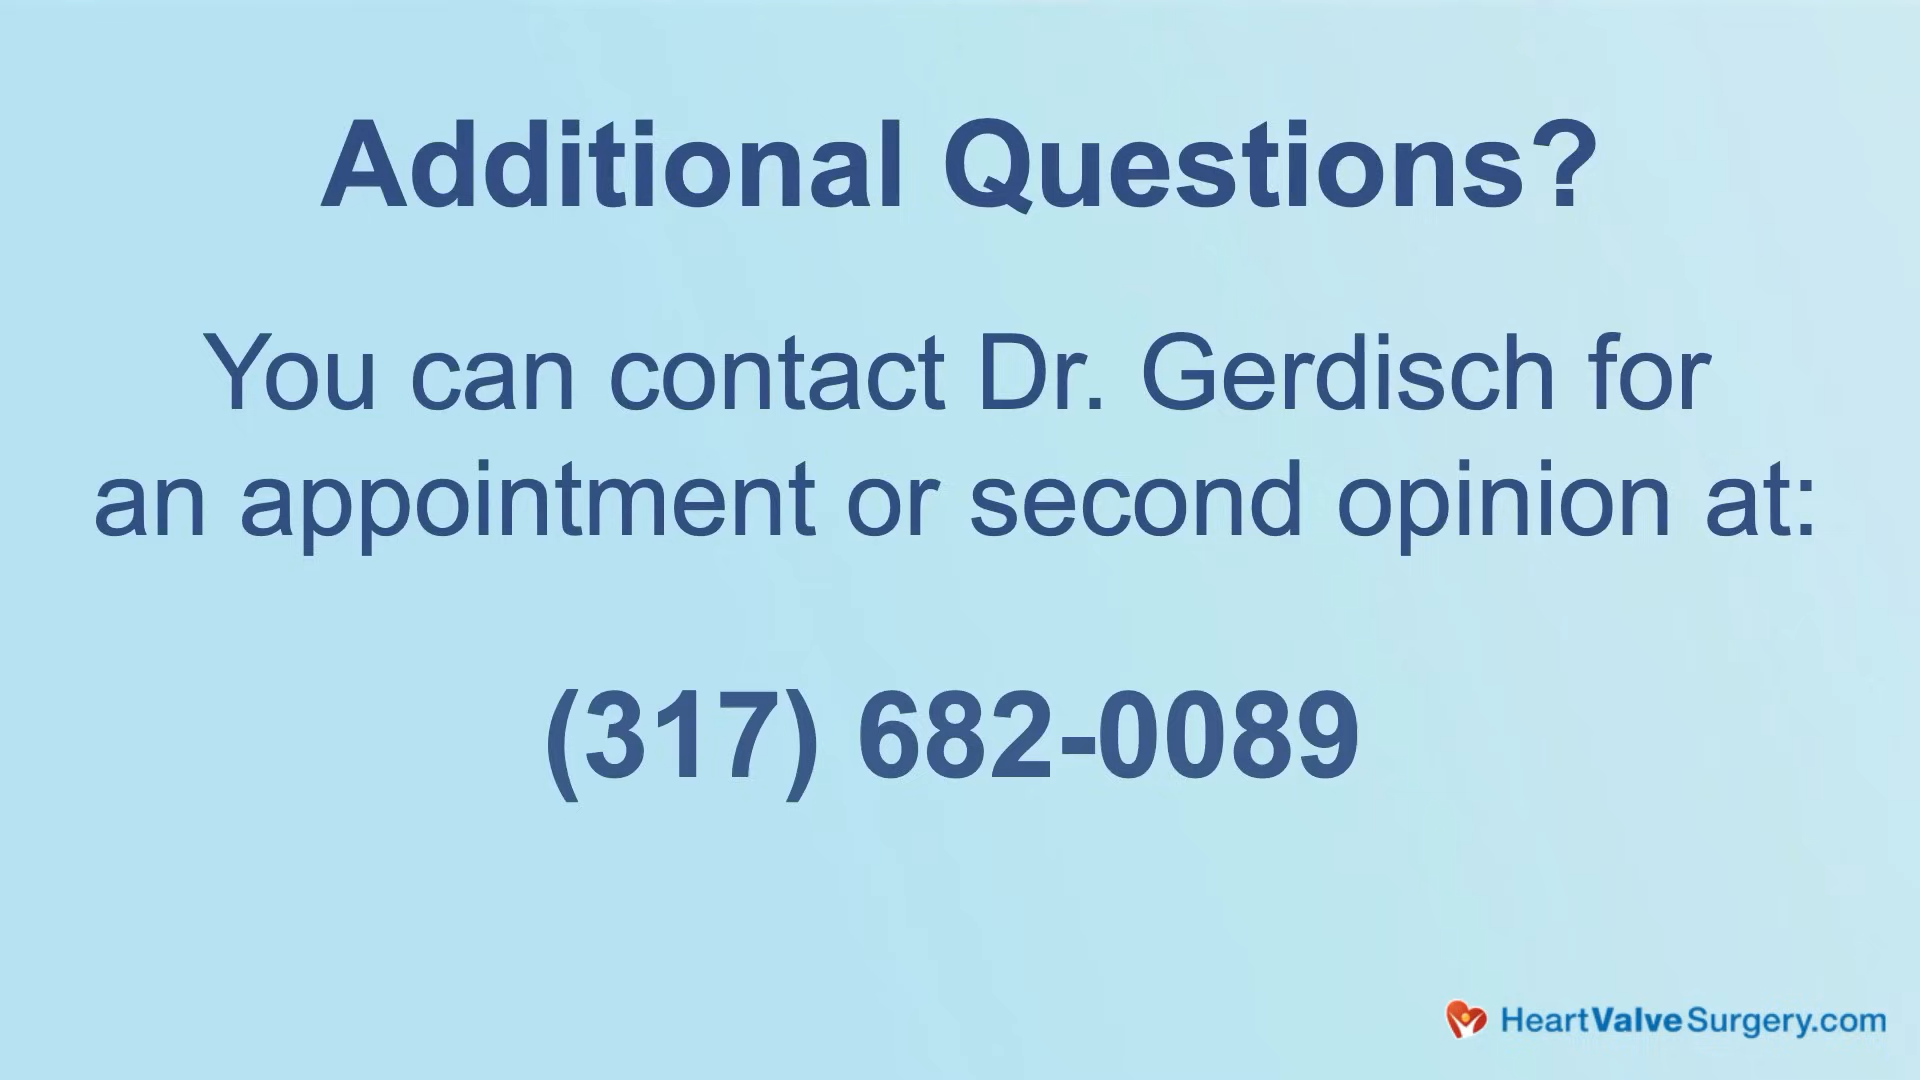 Additional Questions?
You can contact Dr. Gerdisch for
an appointment or second opinion at:
(317) 682-0089
HeartValveSurgery.com